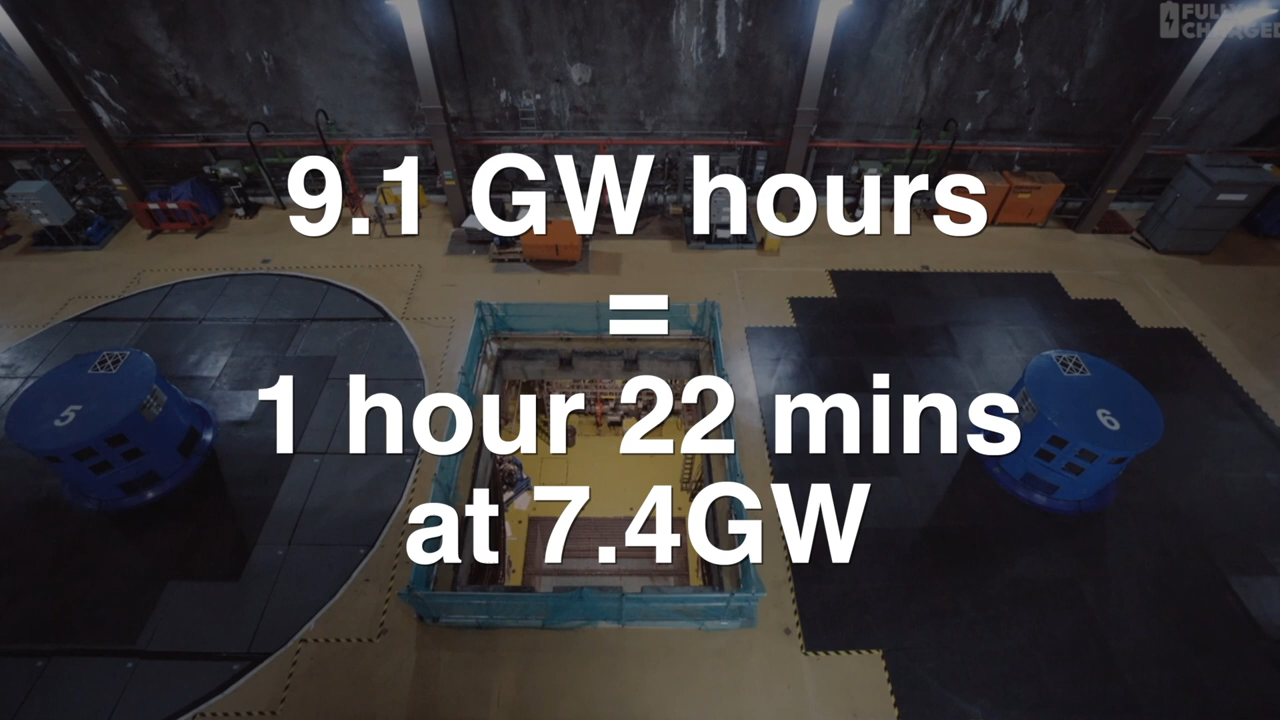 FULLY
CHARGED
9.1 GW hours
=
1 hour 22 mins
at 7.4GW
5
6